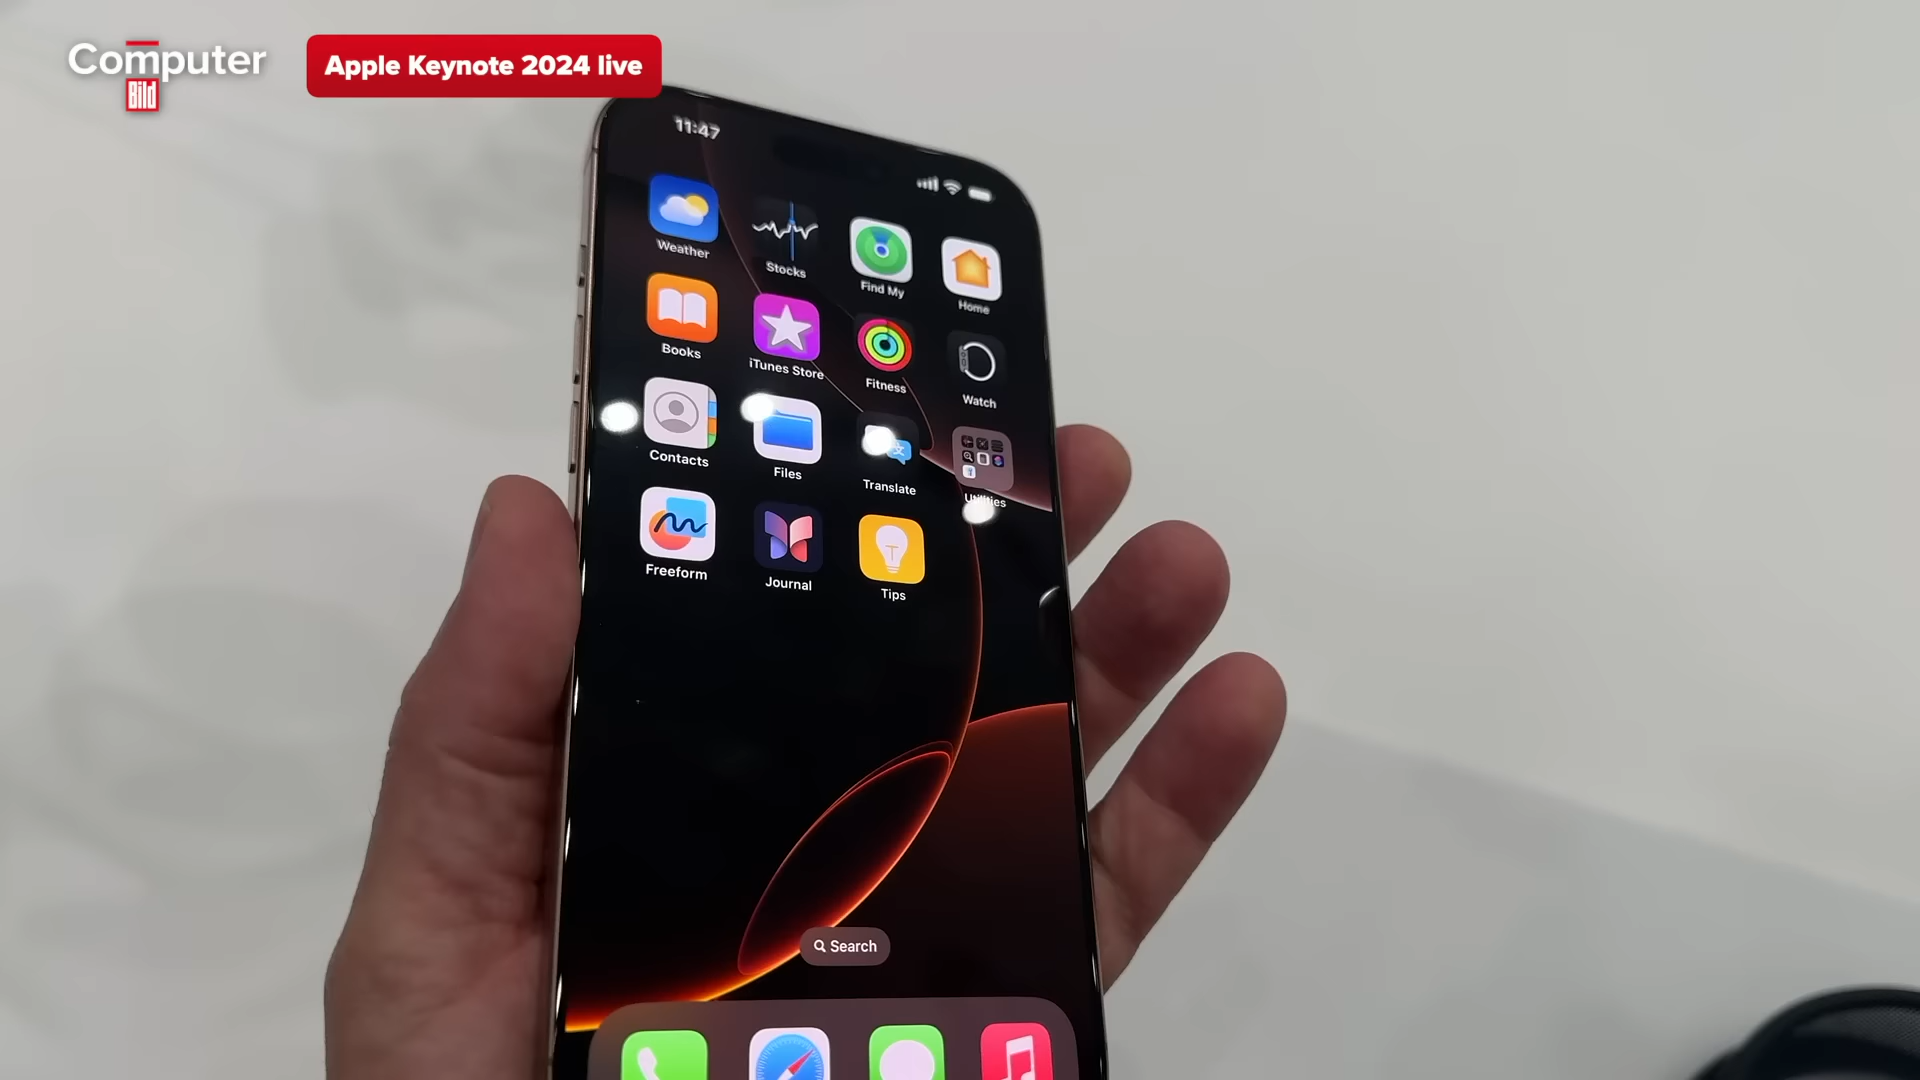 Computer
Bild
Apple Keynote 2024 live
11:47
Weather
Stocks
Find My
Home
Books
iTunes Store
Fitness
Watch
Contacts
Files
Translate
Utilities
Freeform
Journal
Tips
Search